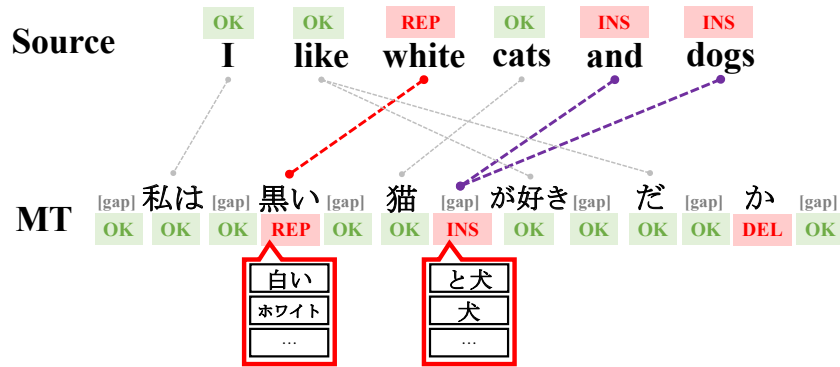 OK OK REP OK INS INS
Source I like white cats and dogs
[gap] 私は [gap] 黒い [gap] 猫 [gap] が好き [gap] だ [gap] か [gap]
MT OK OK OK REP OK OK INS OK OK OK OK DEL OK
白い と犬
ホワイト 犬
... ...